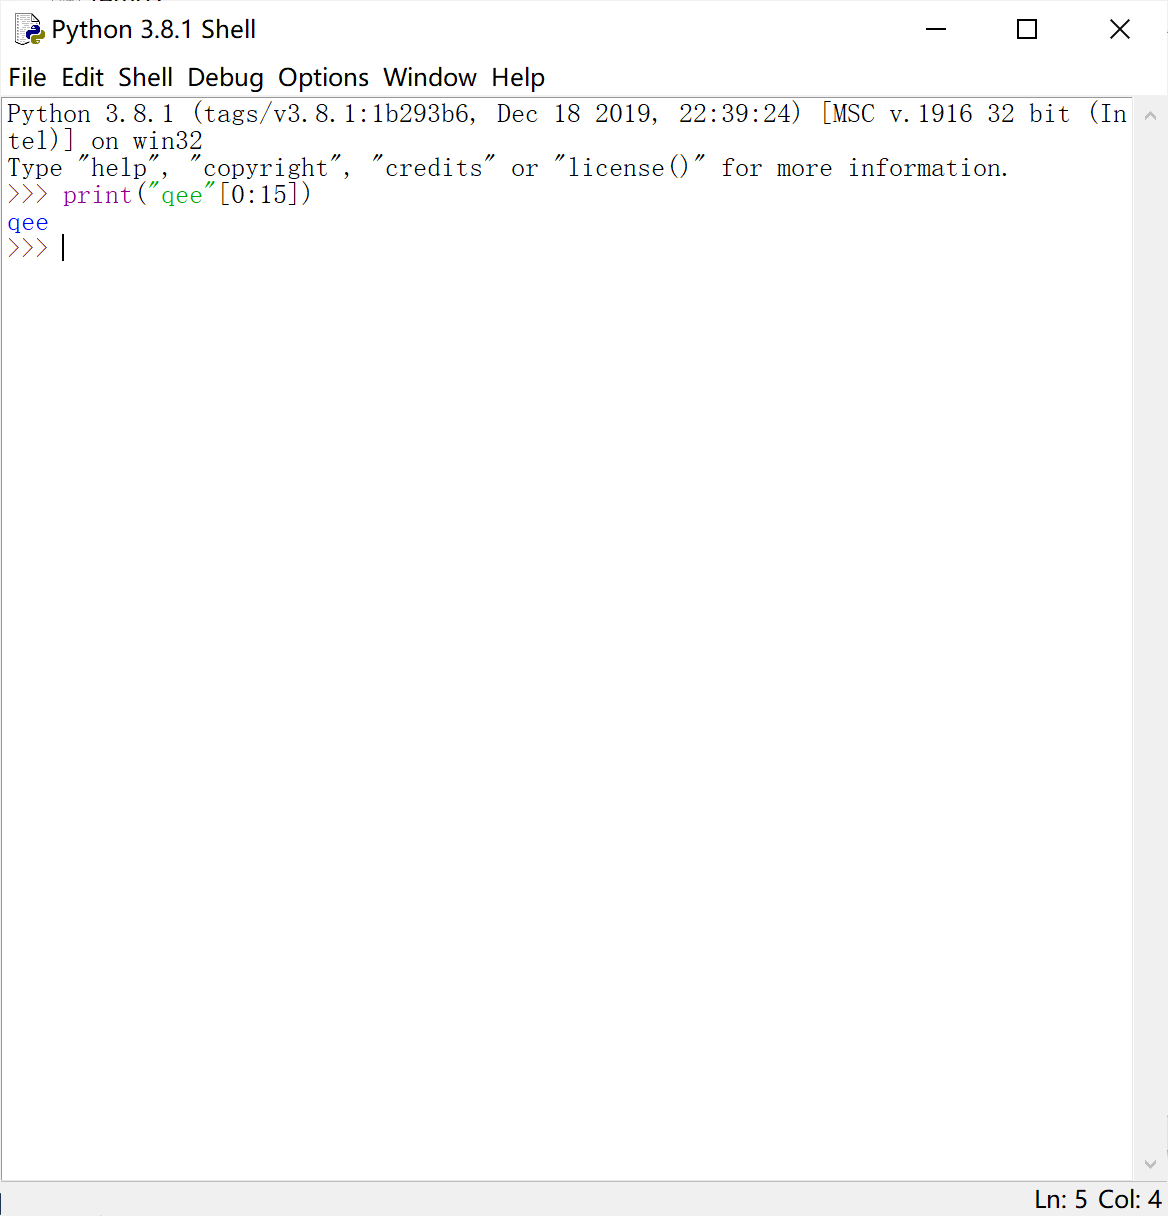 Python 3.8.1 Shell
File Edit Shell Debug Options Window Help
Python 3.8.1 (tags/v3.8.1:1b293b6, Dec 18 2019, 22:39:24) [MSC v.1916 32 bit (In
tel)] on win32
Type "help", "copyright", "credits" or "license()" for more information.
>>> print("qee"[0:15])
qee
>>>
Ln: 5 Col: 4